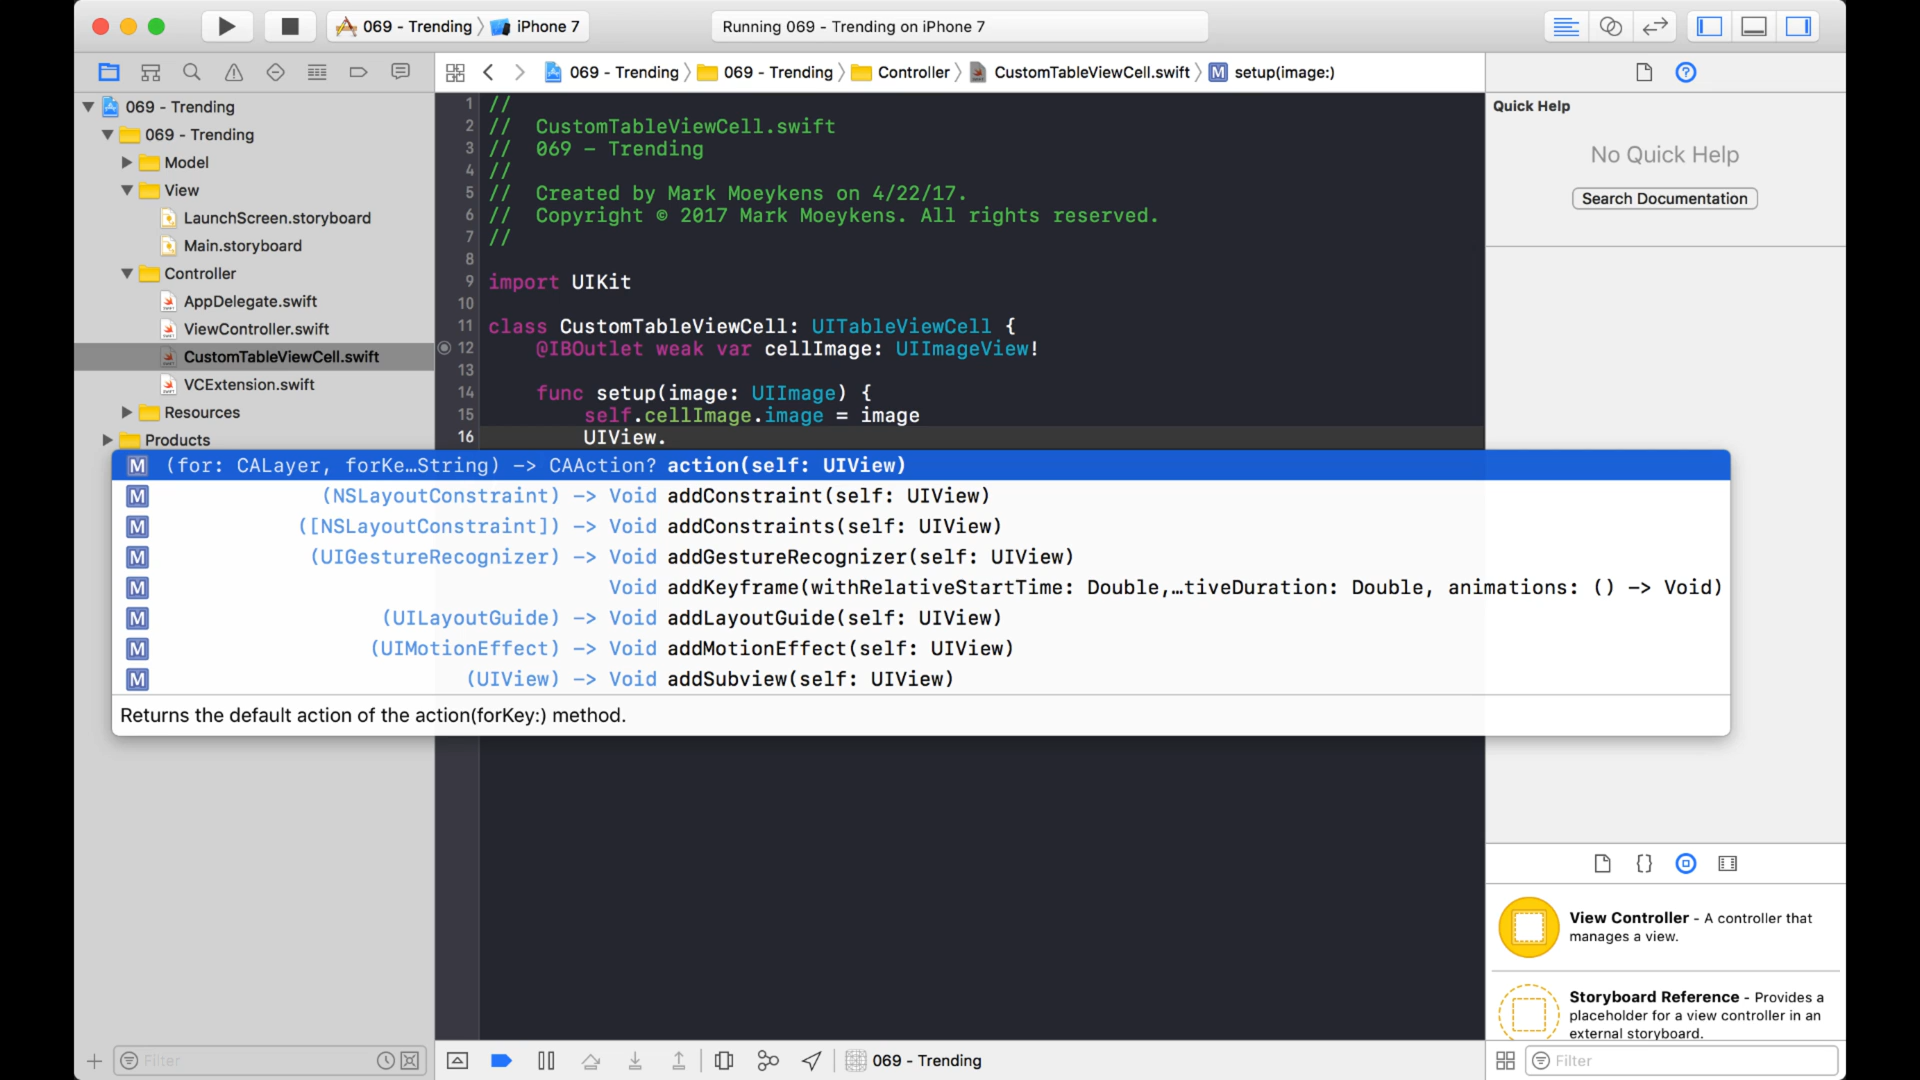 069 - Trending
iPhone 7
Running 069 - Trending on iPhone 7
069 - Trending
069 - Trending
Controller
CustomTableViewCell.swift
M
setup(image:)
069 - Trending
069 - Trending
Model
View
LaunchScreen.storyboard
Main.storyboard
Controller
AppDelegate.swift
ViewController.swift
CustomTableViewCell.swift
VCExtension.swift
Resources
Products
1 //
2 //  CustomTableViewCell.swift
3 //  069 - Trending
4 //
5 //  Created by Mark Moeykens on 4/22/17.
6 //  Copyright © 2017 Mark Moeykens. All rights reserved.
7 //
8
9 import UIKit
10
11 class CustomTableViewCell: UITableViewCell {
12     @IBOutlet weak var cellImage: UIImageView!
13
14     func setup(image: UIImage) {
15         self.cellImage.image = image
16         UIView.
M (for: CALayer, forKe…String) -> CAAction? action(self: UIView)
M (NSLayoutConstraint) -> Void addConstraint(self: UIView)
M ([NSLayoutConstraint]) -> Void addConstraints(self: UIView)
M (UIGestureRecognizer) -> Void addGestureRecognizer(self: UIView)
M Void addKeyframe(withRelativeStartTime: Double,…tiveDuration: Double, animations: () -> Void)
M (UILayoutGuide) -> Void addLayoutGuide(self: UIView)
M (UIMotionEffect) -> Void addMotionEffect(self: UIView)
M (UIView) -> Void addSubview(self: UIView)
Returns the default action of the action(forKey:) method.
Quick Help
No Quick Help
Search Documentation
View Controller - A controller that
manages a view.
Storyboard Reference - Provides a
placeholder for a view controller in an
external storyboard.
Filter
069 - Trending
Filter